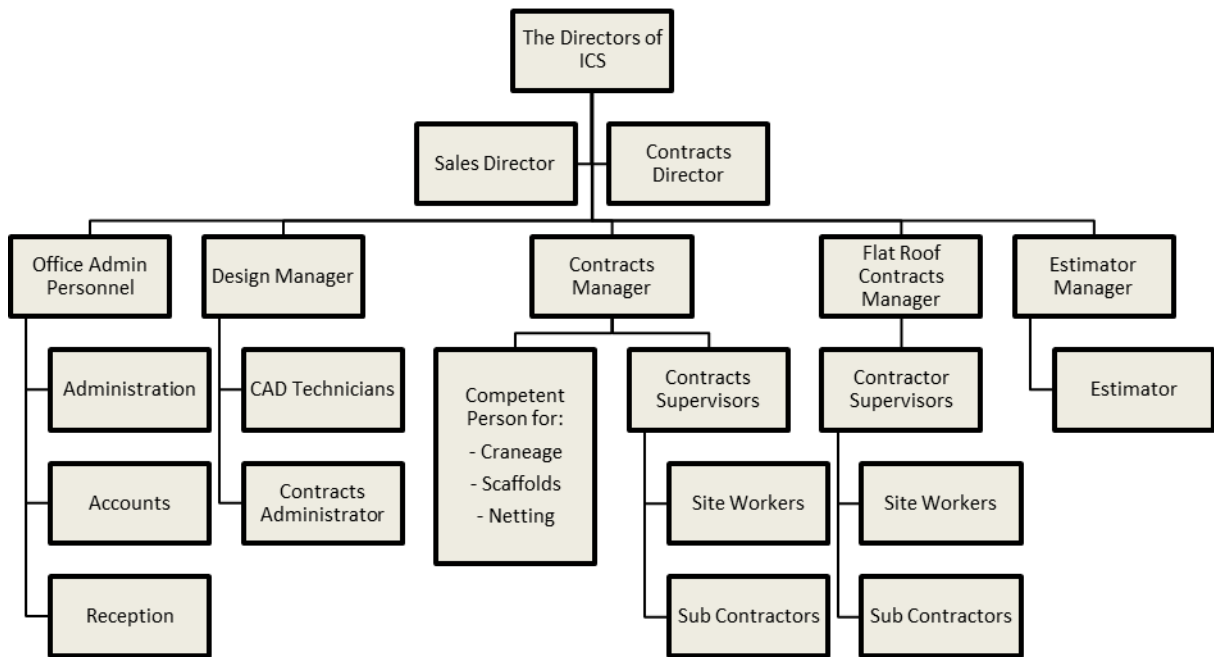 The Directors of
ICS
Sales Director
Contracts
Director
Office Admin
Personnel
Design Manager
Contracts
Manager
Flat Roof
Contracts
Manager
Estimator
Manager
Administration
CAD Technicians
Competent
Person for:
- Craneage
- Scaffolds
- Netting
Contracts
Supervisors
Contractor
Supervisors
Estimator
Accounts
Contracts
Administrator
Site Workers
Site Workers
Reception
Sub Contractors
Sub Contractors